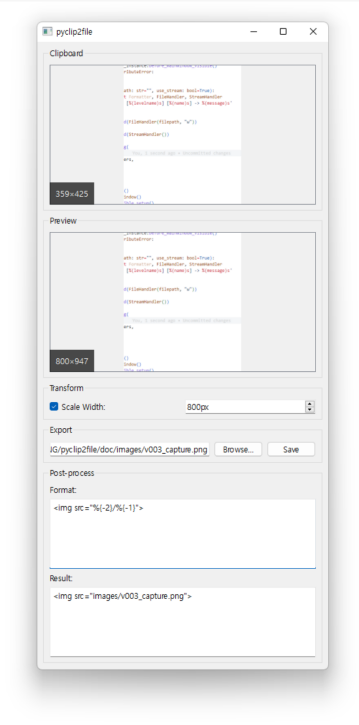 pyclip2file
Clipboard
ributeError:
ath: str="", use_stream: bool=True):
t Formatter, FileHandler, StreamHandler
[%(levelname)s] [%(name)s] -> %(message)s"
d(FileHandler(filepath, "w"))
d(StreamHandler())
g(
ers,
()
indow()
359×425
Preview
ributeError:
ath: str="", use_stream: bool=True):
t Formatter, FileHandler, StreamHandler
[%(levelname)s] [%(name)s] -> %(message)s"
d(FileHandler(filepath, "w"))
d(StreamHandler())
g(
ers,
()
indow()
800×947
Transform
Scale Width: 800px
Export
IG/pyclip2file/doc/images/v003_capture.png Browse... Save
Post-process
Format:
<img src="%{-2}/%{-1}">
Result:
<img src="images/v003_capture.png">